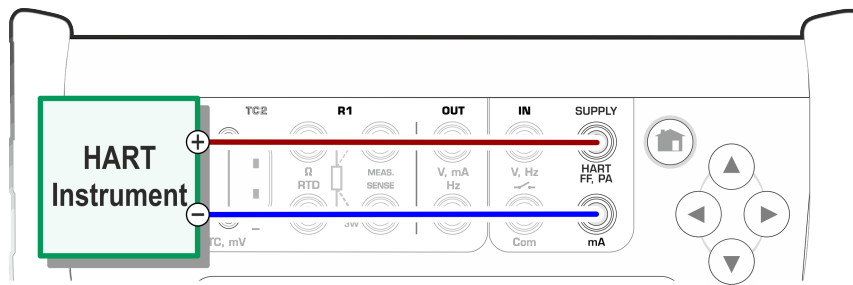 TC2 R1 OUT IN SUPPLY
HART
Instrument
+
Ω
RTD
MEAS.
SENSE
V, mA
Hz
V, Hz
HART
FF, PA
−
3W
TC, mV
Com
mA